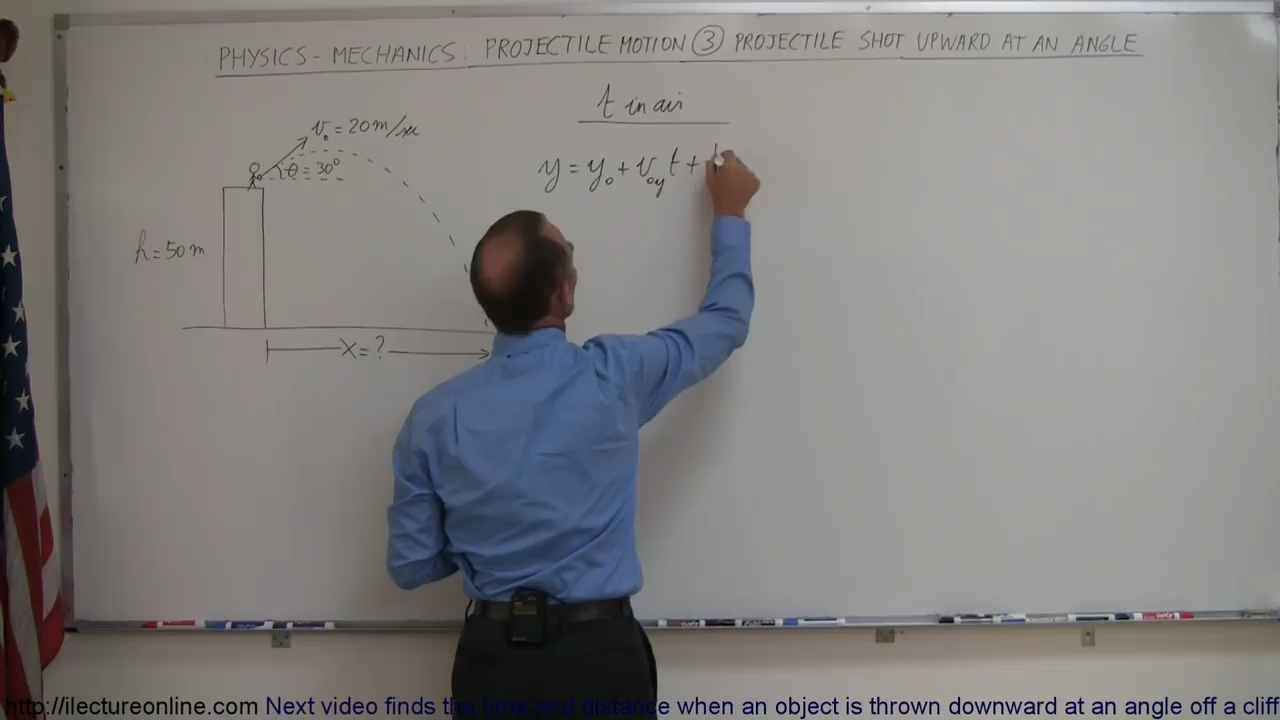 PHYSICS - MECHANICS: PROJECTILE MOTION ③ PROJECTILE SHOT UPWARD AT AN ANGLE
t in air
v₀ = 20 m/sec
y = y₀ + v₀y t +
θ = 30°
h = 50 m
X = ?
http://ilectureonline.com Next video finds the time and distance when an object is thrown downward at an angle off a cliff